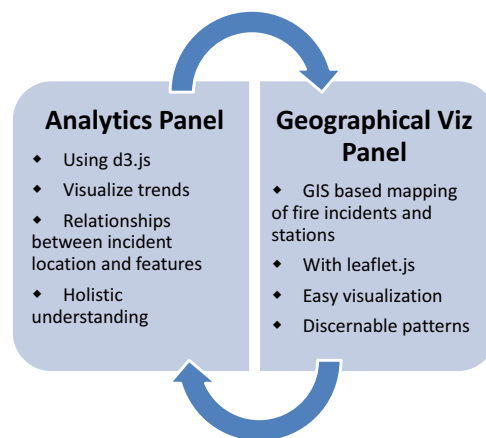 Analytics Panel
◆ Using d3.js
◆ Visualize trends
◆ Relationships
between incident
location and features
◆ Holistic
understanding
Geographical Viz
Panel
◆ GIS based mapping
of fire incidents and
stations
◆ With leaflet.js
◆ Easy visualization
◆ Discernable patterns